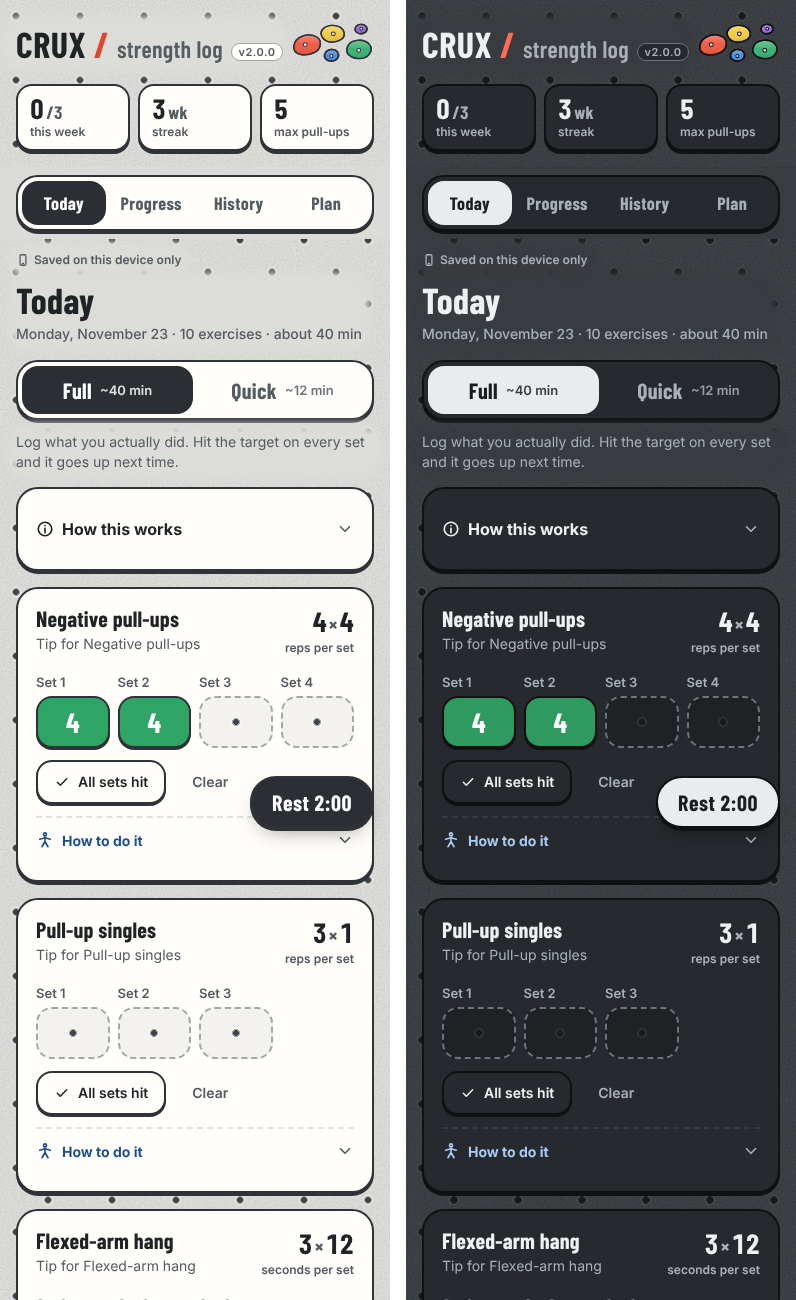 CRUX / strength log v2.0.0
0/3 3 wk 5
this week streak max pull-ups
Today Progress History Plan
Saved on this device only
Today
Monday, November 23 · 10 exercises · about 40 min
Full ~40 min Quick ~12 min
Log what you actually did. Hit the target on every set
and it goes up next time.
How this works
Negative pull-ups 4×4
Tip for Negative pull-ups reps per set
Set 1 Set 2 Set 3 Set 4
4 4
All sets hit Clear
Rest 2:00
How to do it
Pull-up singles 3×1
Tip for Pull-up singles reps per set
Set 1 Set 2 Set 3
All sets hit Clear
How to do it
Flexed-arm hang 3×12
Tip for Flexed-arm hang seconds per set
CRUX / strength log v2.0.0
0/3 3 wk 5
this week streak max pull-ups
Today Progress History Plan
Saved on this device only
Today
Monday, November 23 · 10 exercises · about 40 min
Full ~40 min Quick ~12 min
Log what you actually did. Hit the target on every set
and it goes up next time.
How this works
Negative pull-ups 4×4
Tip for Negative pull-ups reps per set
Set 1 Set 2 Set 3 Set 4
4 4
All sets hit Clear
Rest 2:00
How to do it
Pull-up singles 3×1
Tip for Pull-up singles reps per set
Set 1 Set 2 Set 3
All sets hit Clear
How to do it
Flexed-arm hang 3×12
Tip for Flexed-arm hang seconds per set